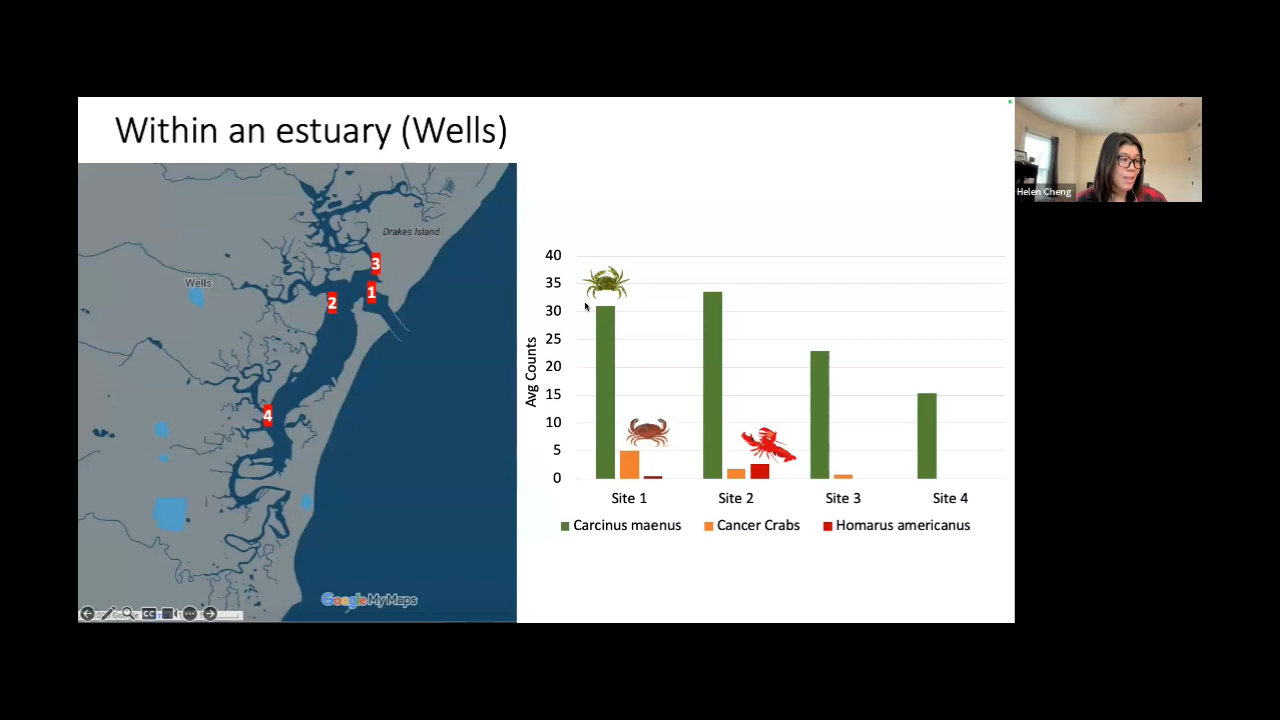 Within an estuary (Wells)
Helen Cheng
Drakes Island
Wells
3
1
2
4
Google My Maps
CC
Avg Counts
40
35
30
25
20
15
10
5
0
Site 1 Site 2 Site 3 Site 4
Carcinus maenus Cancer Crabs Homarus americanus